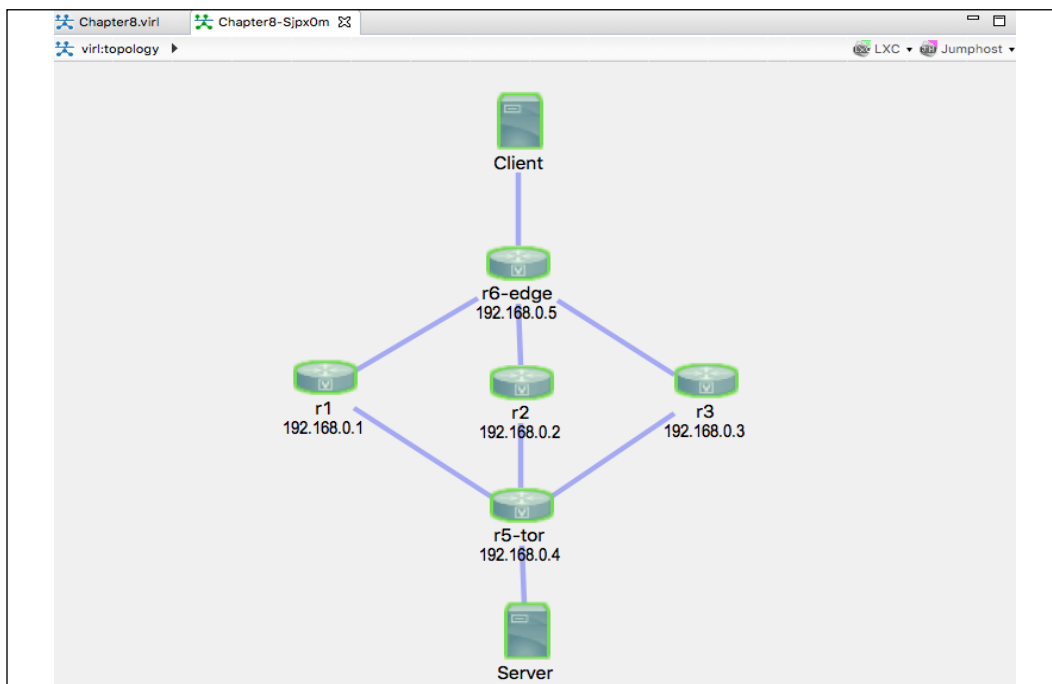 Chapter8.virl
Chapter8-Sjpx0m
virl:topology
LXC
Jumphost
Client
r6-edge
192.168.0.5
r1
192.168.0.1
r2
192.168.0.2
r3
192.168.0.3
r5-tor
192.168.0.4
Server